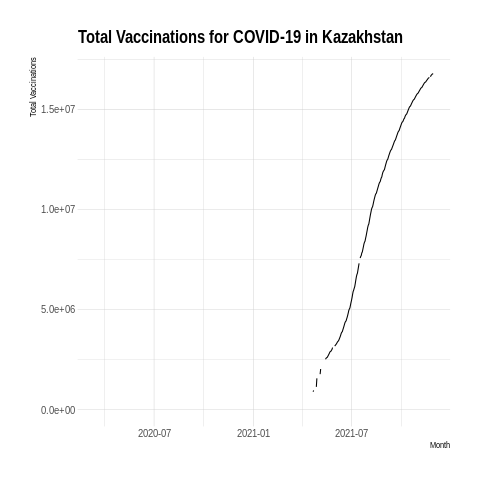 Total Vaccinations for COVID-19 in Kazakhstan
Total Vaccinations
1.5e+07
1.0e+07
5.0e+06
0.0e+00
2020-07 2021-01 2021-07
Month